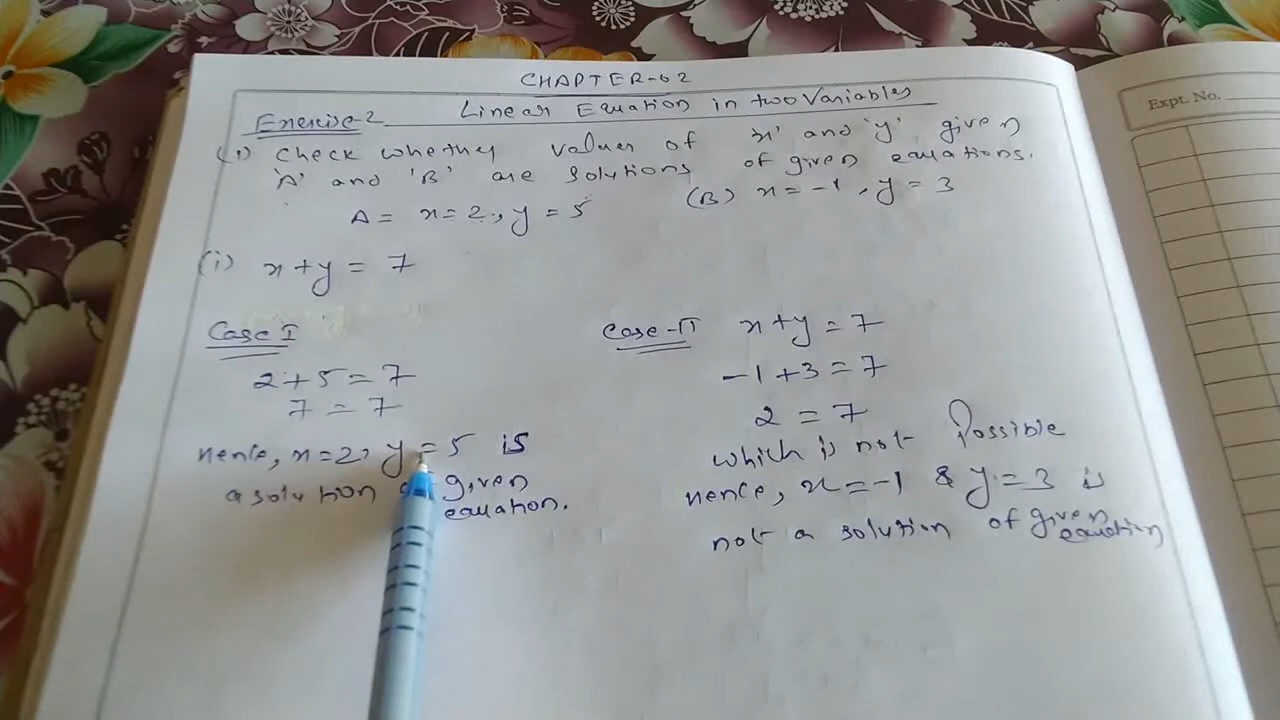 CHAPTER-02
Linear Equation in two Variables
Exercise-2
(1) Check whether values of 'x' and 'y' given
'A' and 'B' are solutions of given equations.
A = x=2, y=5 (B) x=-1, y=3
(i) x+y = 7
Case I
2+5=7
7=7
hence, x=2, y=5 is
a solution given
equation.
Case-II x+y=7
-1+3=7
2=7
which is not Possible
hence, x=-1 & y=3 is
not a solution of given
equation
Expt. No.